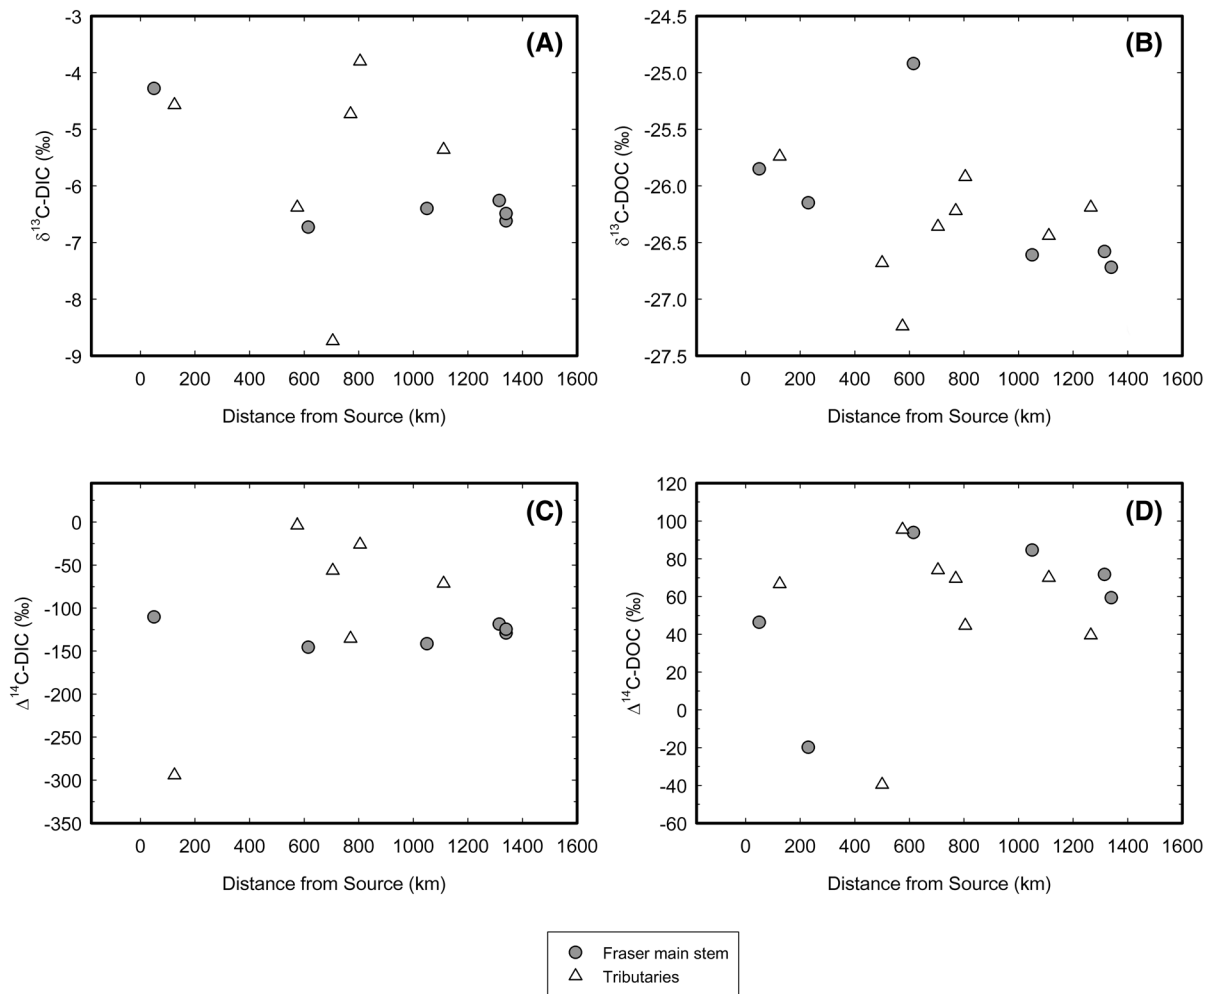 (A)
-3
-4
-5
-6
-7
-8
-9
δ¹³C-DIC (‰)
0 200 400 600 800 1000 1200 1400 1600
Distance from Source (km)
(B)
-24.5
-25.0
-25.5
-26.0
-26.5
-27.0
-27.5
δ¹³C-DOC (‰)
0 200 400 600 800 1000 1200 1400 1600
Distance from Source (km)
(C)
0
-50
-100
-150
-200
-250
-300
-350
Δ¹⁴C-DIC (‰)
0 200 400 600 800 1000 1200 1400 1600
Distance from Source (km)
(D)
120
100
80
60
40
20
0
-20
-40
-60
Δ¹⁴C-DOC (‰)
0 200 400 600 800 1000 1200 1400 1600
Distance from Source (km)
Fraser main stem
Tributaries